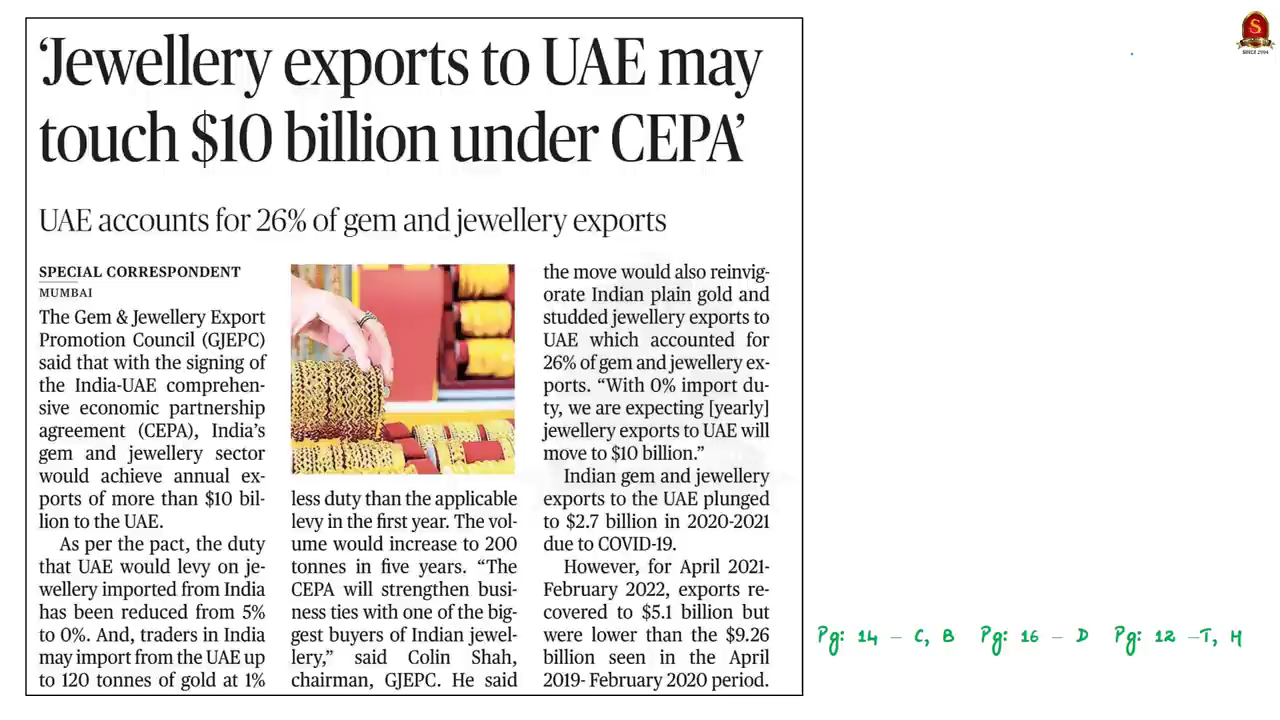 ‘Jewellery exports to UAE may
touch $10 billion under CEPA’
UAE accounts for 26% of gem and jewellery exports
SPECIAL CORRESPONDENT
MUMBAI
The Gem & Jewellery Export
Promotion Council (GJEPC)
said that with the signing of
the India-UAE comprehen-
sive economic partnership
agreement (CEPA), India’s
gem and jewellery sector
would achieve annual ex-
ports of more than $10 bil-
lion to the UAE.
As per the pact, the duty
that UAE would levy on je-
wellery imported from India
has been reduced from 5%
to 0%. And, traders in India
may import from the UAE up
to 120 tonnes of gold at 1%
less duty than the applicable
levy in the first year. The vol-
ume would increase to 200
tonnes in five years. “The
CEPA will strengthen busi-
ness ties with one of the big-
gest buyers of Indian jewel-
lery,” said Colin Shah,
chairman, GJEPC. He said
the move would also reinvig-
orate Indian plain gold and
studded jewellery exports to
UAE which accounted for
26% of gem and jewellery ex-
ports. “With 0% import du-
ty, we are expecting [yearly]
jewellery exports to UAE will
move to $10 billion.”
Indian gem and jewellery
exports to the UAE plunged
to $2.7 billion in 2020-2021
due to COVID-19.
However, for April 2021-
February 2022, exports re-
covered to $5.1 billion but
were lower than the $9.26
billion seen in the April
2019- February 2020 period.
S
SINCE 2004
Pg: 14 – C, B Pg: 16 – D Pg: 12 –T, H